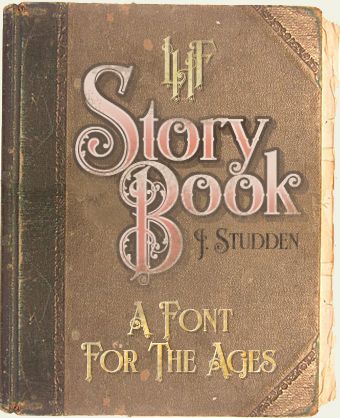 LHF
Story
Book
J. Studden
A Font
For The Ages